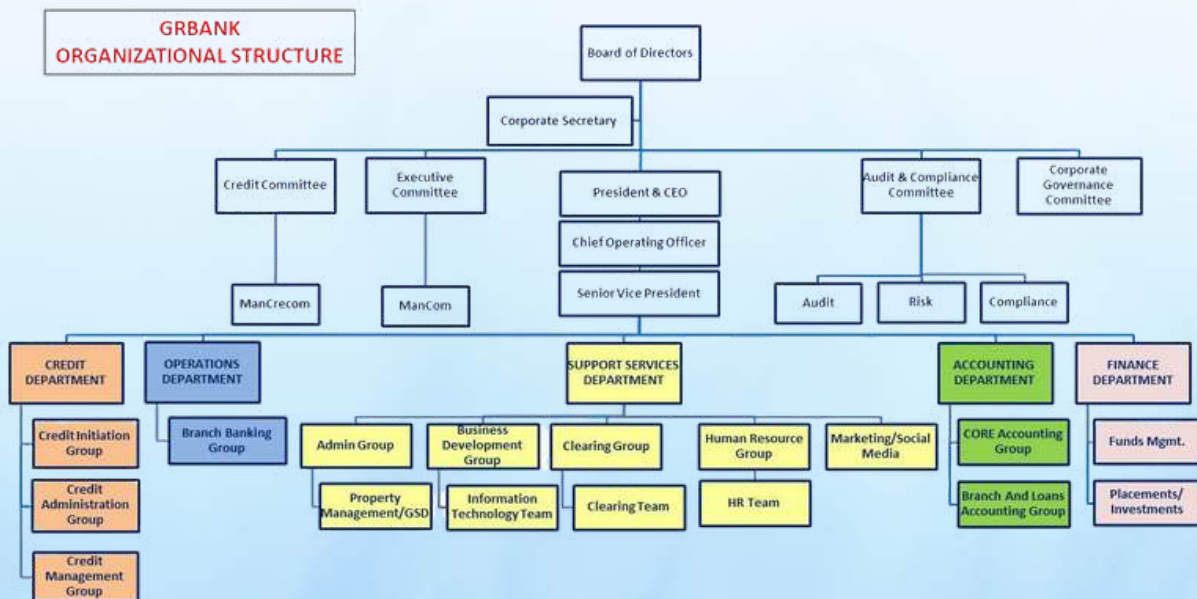 GRBANK
ORGANIZATIONAL STRUCTURE
Board of Directors
Corporate Secretary
Credit Committee
Executive
Committee
President & CEO
Audit & Compliance
Committee
Corporate
Governance
Committee
Chief Operating Officer
ManCrecom
ManCom
Senior Vice President
Audit
Risk
Compliance
CREDIT
DEPARTMENT
OPERATIONS
DEPARTMENT
SUPPORT SERVICES
DEPARTMENT
ACCOUNTING
DEPARTMENT
FINANCE
DEPARTMENT
Credit Initiation
Group
Branch Banking
Group
Admin Group
Business
Development
Group
Clearing Group
Human Resource
Group
Marketing/Social
Media
CORE Accounting
Group
Funds Mgmt.
Credit
Administration
Group
Property
Management/GSD
Information
Technology Team
Clearing Team
HR Team
Branch And Loans
Accounting Group
Placements/
Investments
Credit
Management
Group